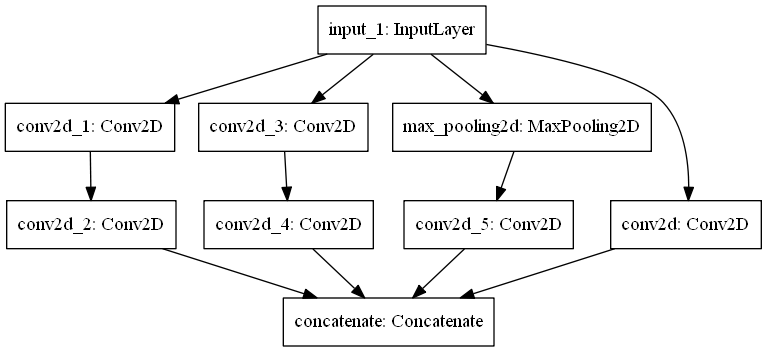 input_1: InputLayer
conv2d_1: Conv2D
conv2d_3: Conv2D
max_pooling2d: MaxPooling2D
conv2d_2: Conv2D
conv2d_4: Conv2D
conv2d_5: Conv2D
conv2d: Conv2D
concatenate: Concatenate